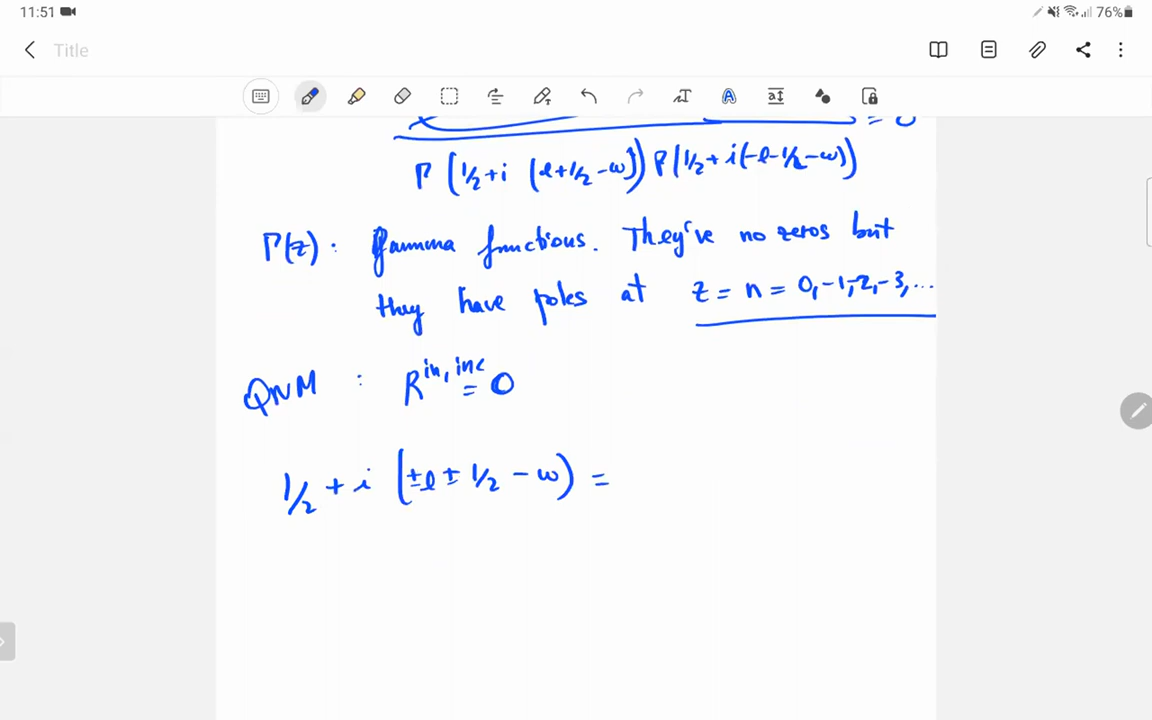 11:51 76%
Title
= 0
Γ (1/2 + i (l+1/2 -ω)) Γ(1/2 + i(-l-1/2 -ω))
Γ(z) : Gamma functions. They've no zeros but
they have poles at z = n = 0,-1,-2,-3,...
QNM : R^{in, inc} = 0
1/2 + i (±l ± 1/2 - ω) =